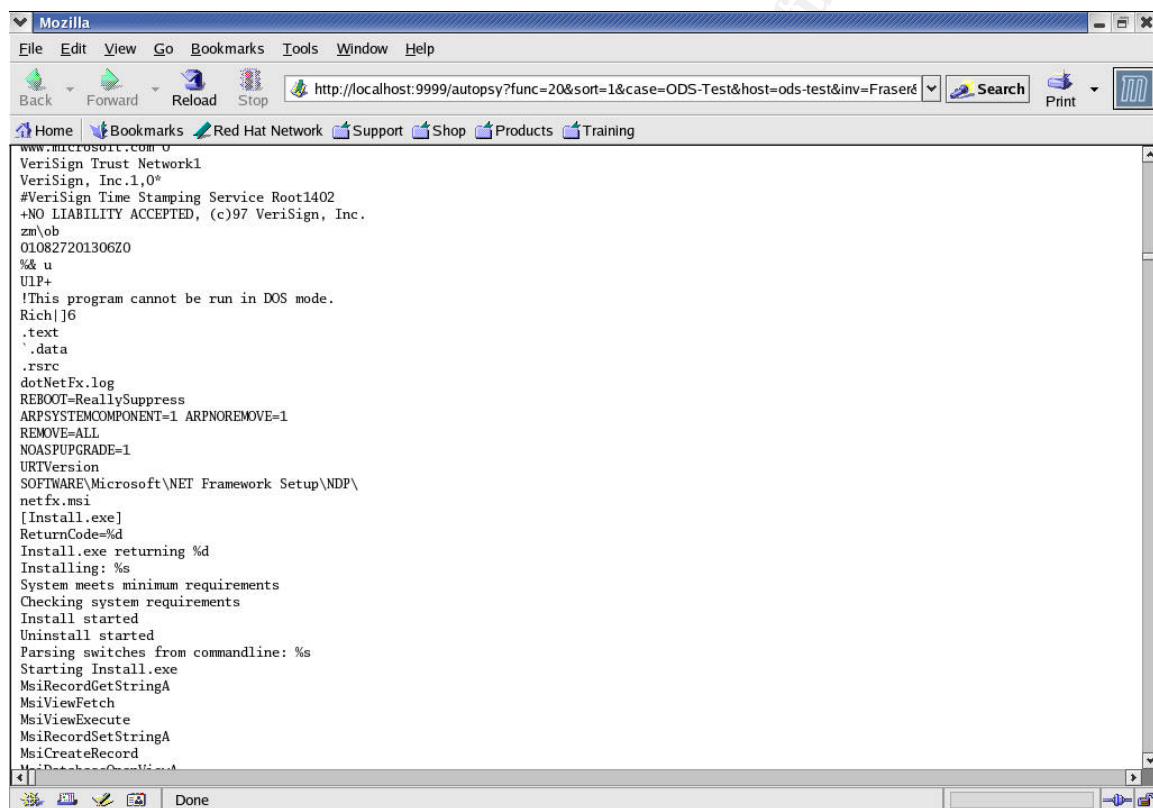 Mozilla
File Edit View Go Bookmarks Tools Window Help
Back Forward Reload Stop http://localhost:9999/autopsy?func=20&sort=1&case=ODS-Test&host=ods-test&inv=Fraser& Search Print
Home Bookmarks Red Hat Network Support Shop Products Training
www.microsoft.com 0
VeriSign Trust Network1
VeriSign, Inc.1,0*
#VeriSign Time Stamping Service Root1402
+NO LIABILITY ACCEPTED, (c)97 VeriSign, Inc.
zm\ob
010827201306Z0
%& u
UlP+
!This program cannot be run in DOS mode.
Rich|]6
.text
`.data
.rsrc
dotNetFx.log
REBOOT=ReallySuppress
ARPSYSTEMCOMPONENT=1 ARPNOREMOVE=1
REMOVE=ALL
NOASPUPGRADE=1
URTVersion
SOFTWARE\Microsoft\NET Framework Setup\NDP\
netfx.msi
[Install.exe]
ReturnCode=%d
Install.exe returning %d
Installing: %s
System meets minimum requirements
Checking system requirements
Install started
Uninstall started
Parsing switches from commandline: %s
Starting Install.exe
MsiRecordGetStringA
MsiViewFetch
MsiViewExecute
MsiRecordSetStringA
MsiCreateRecord
Done